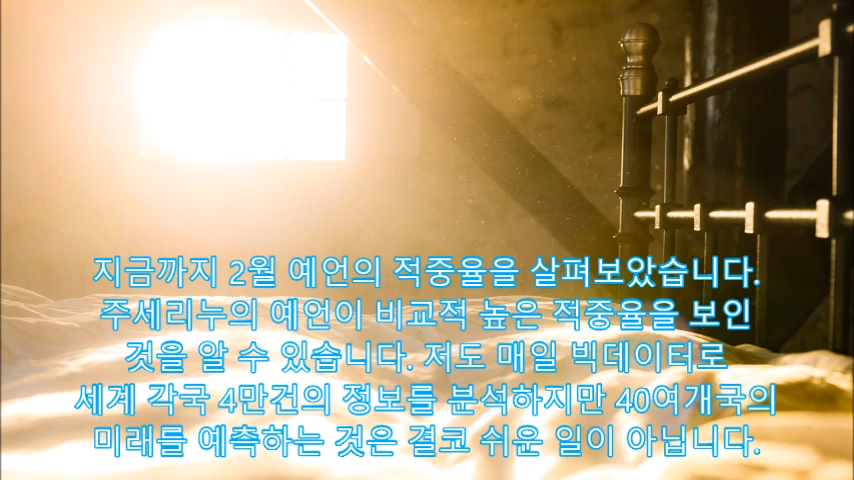 지금까지 2월 예언의 적중율을 살펴보았습니다.
주세리누의 예언이 비교적 높은 적중율을 보인
것을 알 수 있습니다. 저도 매일 빅데이터로
세계 각국 4만건의 정보를 분석하지만 40여개국의
미래를 예측하는 것은 결코 쉬운 일이 아닙니다.